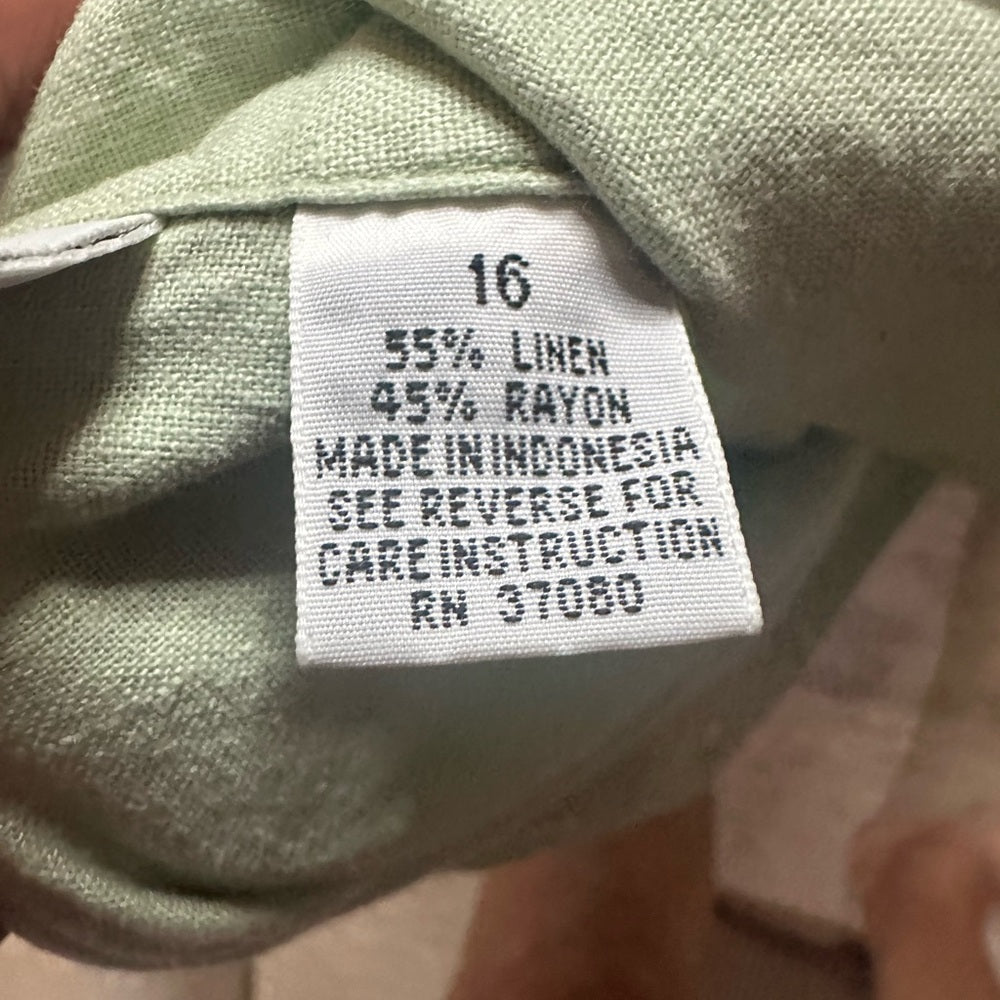 16
55% LINEN
45% RAYON
MADE IN INDONESIA
SEE REVERSE FOR
CARE INSTRUCTION
RN 37080